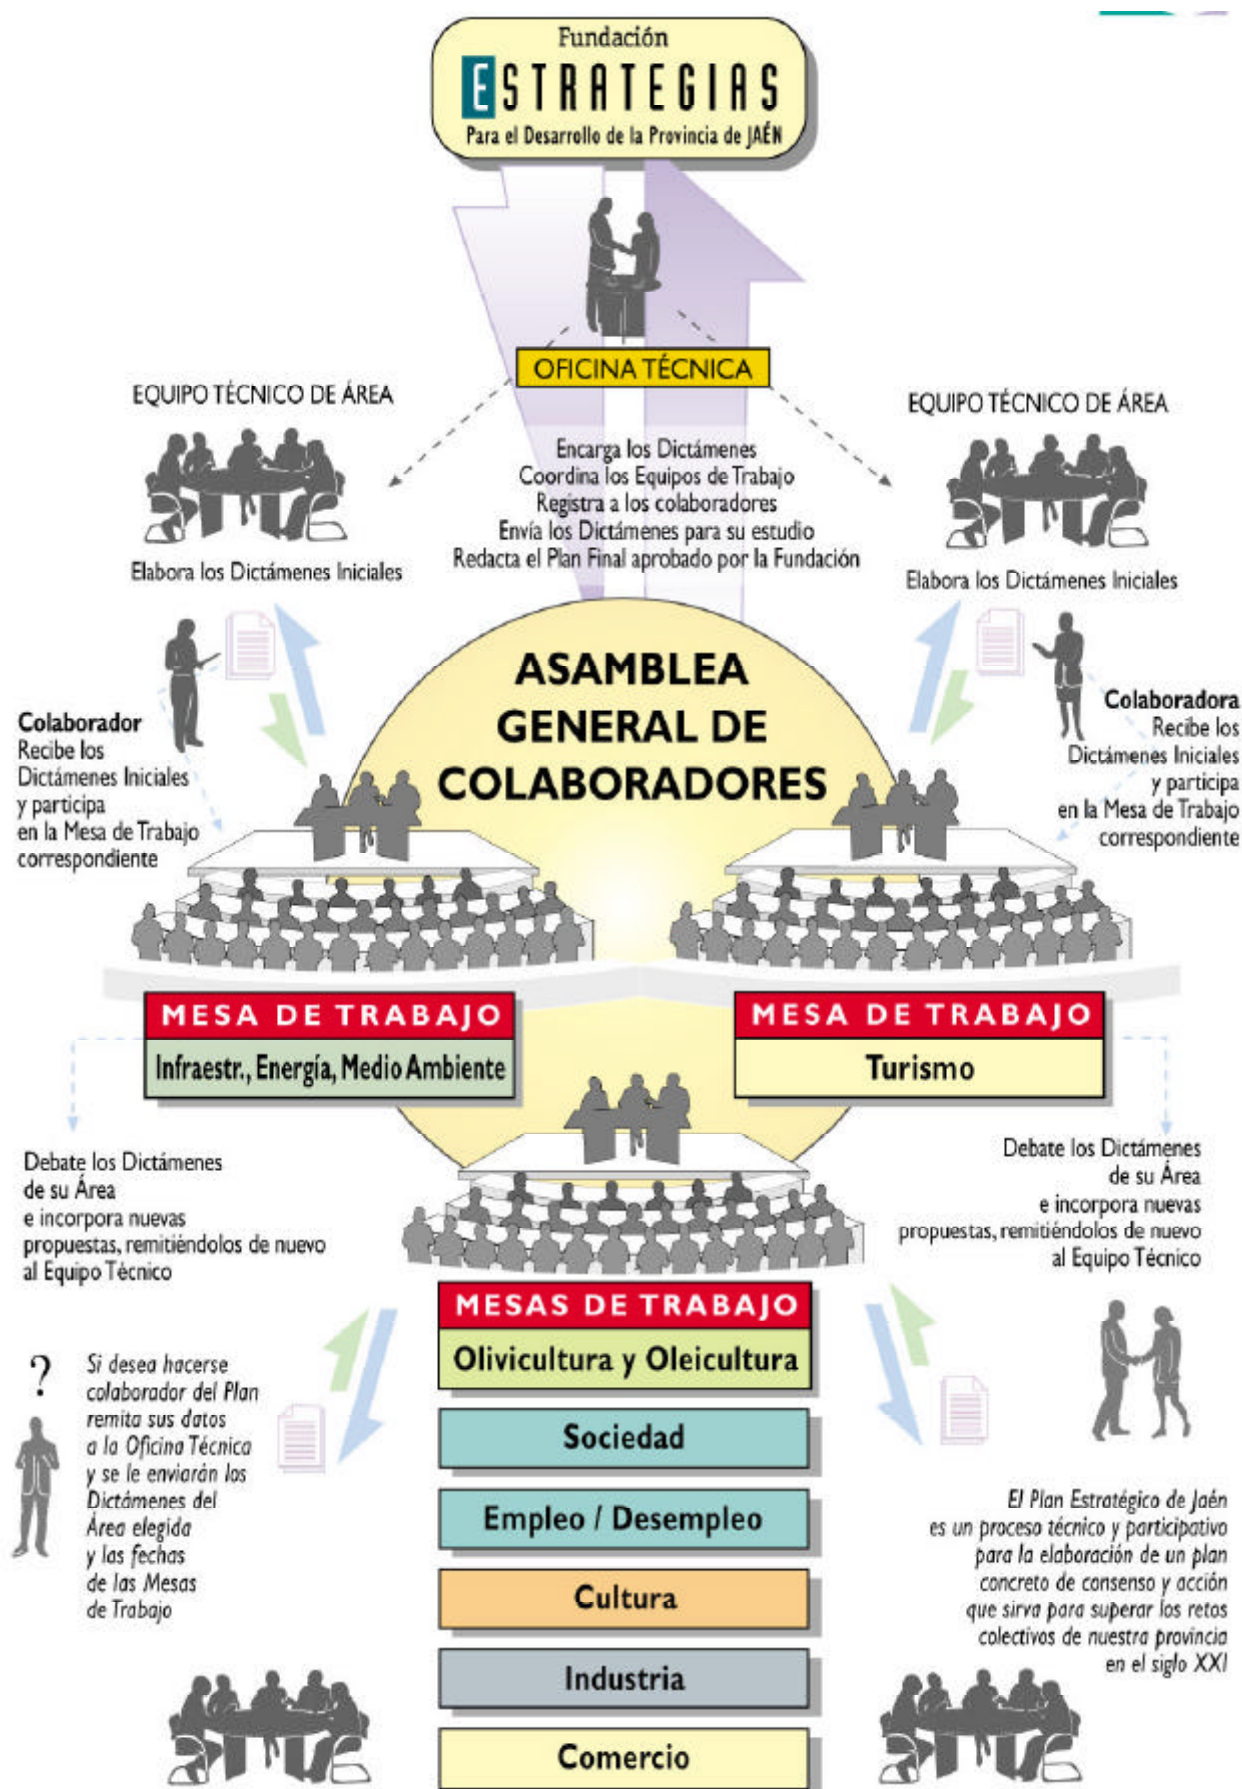 Fundación
ESTRATEGIAS
Para el Desarrollo de la Provincia de JAÉN
OFICINA TÉCNICA
EQUIPO TÉCNICO DE ÁREA
EQUIPO TÉCNICO DE ÁREA
Encarga los Dictámenes
Coordina los Equipos de Trabajo
Registra a los colaboradores
Envía los Dictámenes para su estudio
Redacta el Plan Final aprobado por la Fundación
Elabora los Dictámenes Iniciales
Elabora los Dictámenes Iniciales
ASAMBLEA
GENERAL DE
COLABORADORES
Colaborador
Recibe los
Dictámenes Iniciales
y participa
en la Mesa de Trabajo
correspondiente
Colaboradora
Recibe los
Dictámenes Iniciales
y participa
en la Mesa de Trabajo
correspondiente
MESA DE TRABAJO
Infraestr., Energía, Medio Ambiente
MESA DE TRABAJO
Turismo
Debate los Dictámenes
de su Área
e incorpora nuevas
propuestas, remitiéndolos de nuevo
al Equipo Técnico
Debate los Dictámenes
de su Área
e incorpora nuevas
propuestas, remitiéndolos de nuevo
al Equipo Técnico
MESAS DE TRABAJO
Olivicultura y Oleicultura
Sociedad
Empleo / Desempleo
Cultura
Industria
Comercio
?
Si desea hacerse
colaborador del Plan
remita sus datos
a la Oficina Técnica
y se le enviarán los
Dictámenes del
Área elegida
y las fechas
de las Mesas
de Trabajo
El Plan Estratégico de Jaén
es un proceso técnico y participativo
para la elaboración de un plan
concreto de consenso y acción
que sirva para superar los retos
colectivos de nuestra provincia
en el siglo XXI